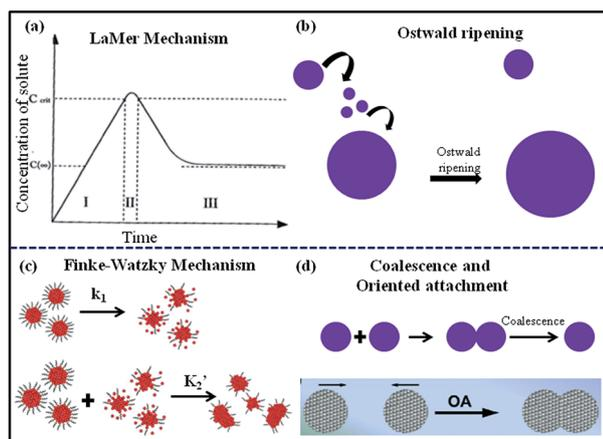 (a)
LaMer Mechanism
Concentration of solute
C crit
C(∞)
I
II
III
Time
(b)
Ostwald ripening
Ostwald
ripening
(c)
Finke-Watzky Mechanism
k1
+
K2’
(d)
Coalescence and
Oriented attachment
+
Coalescence
OA